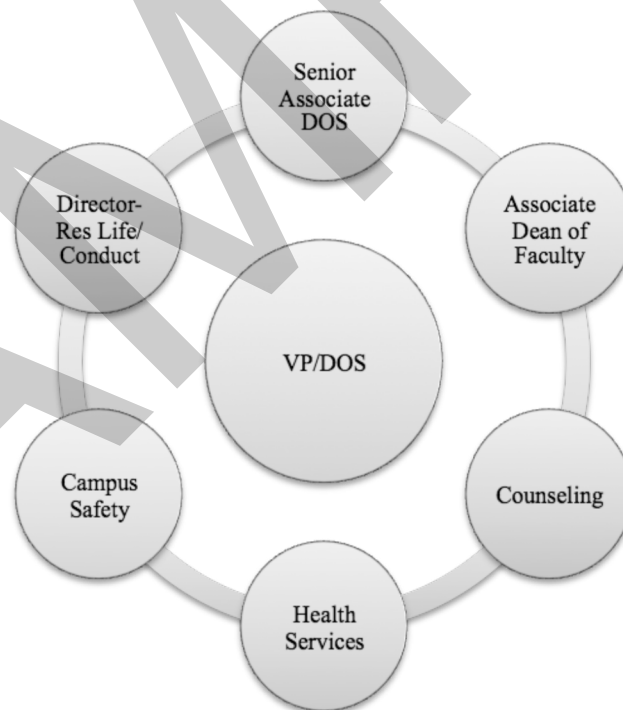 Senior
Associate
DOS
Director-
Res Life/
Conduct
Associate
Dean of
Faculty
VP/DOS
Campus
Safety
Counseling
Health
Services